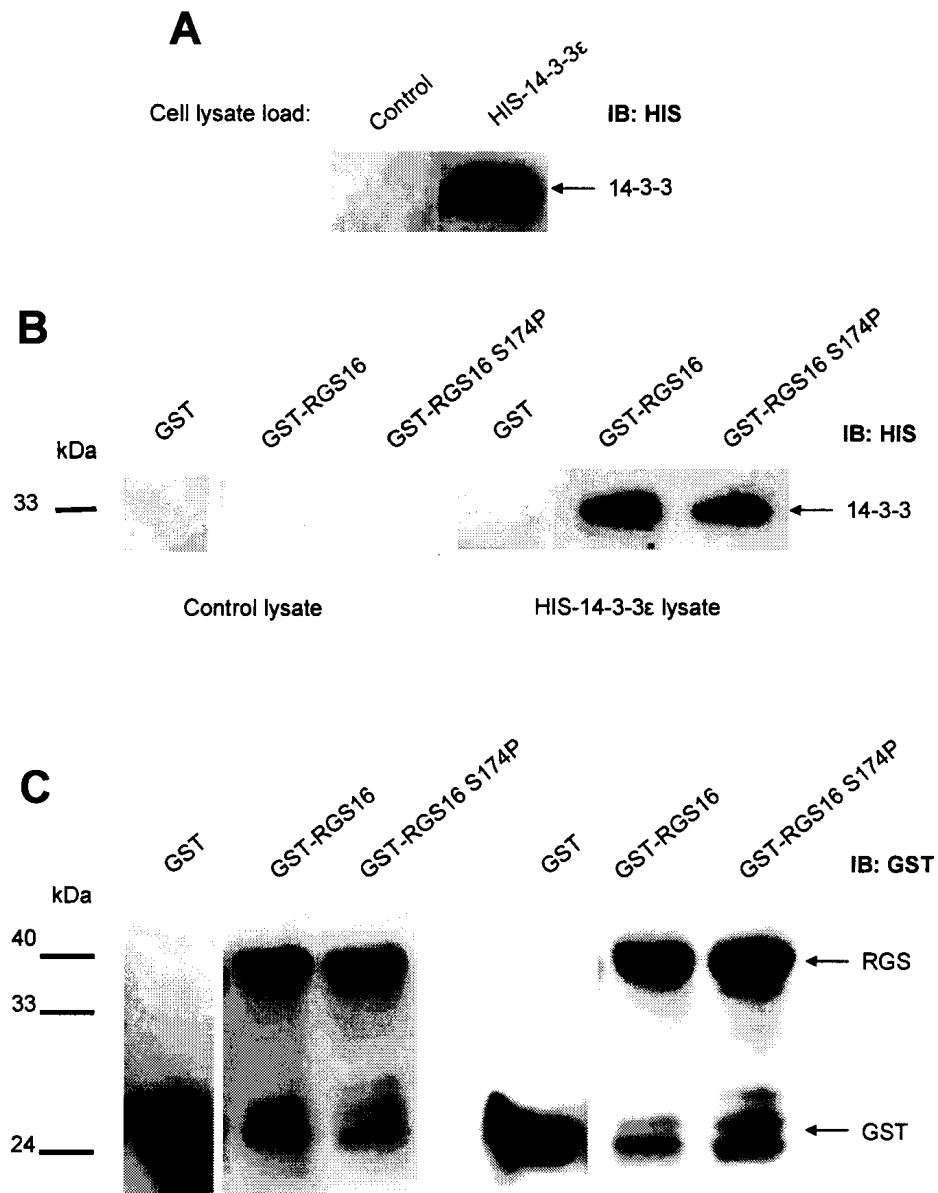 A
Cell lysate load: Control HIS-14-3-3ε IB: HIS
14-3-3
B
kDa GST GST-RGS16 GST-RGS16 S174P GST GST-RGS16 GST-RGS16 S174P IB: HIS
33 14-3-3
Control lysate HIS-14-3-3ε lysate
C
kDa GST GST-RGS16 GST-RGS16 S174P GST GST-RGS16 GST-RGS16 S174P IB: GST
40 RGS
33
24 GST